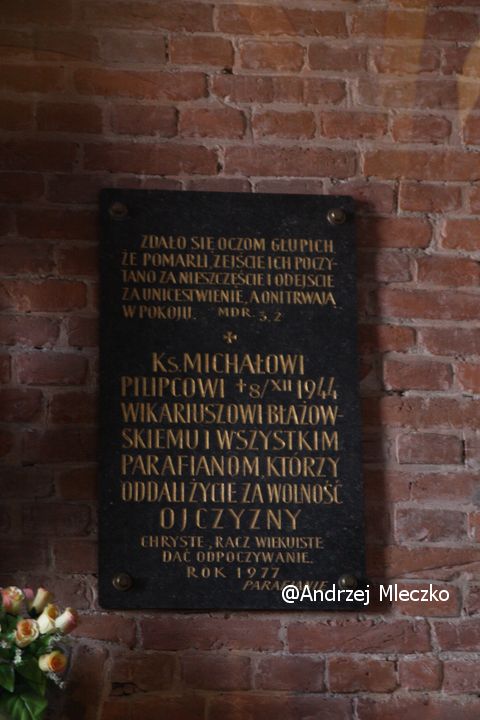 ZDAŁO SIĘ OCZOM GŁUPICH
ŻE POMARLI, ZEJŚCIE ICH POCZY-
TANO ZA NIESZCZĘŚCIE I ODEJŚCIE
ZA UNICESTWIENIE, A ONI TRWAJĄ
W POKOJU. MDR. 3.2
KS. MICHAŁOWI
PILIPCOWI + 8/XII 1944
WIKARIUSZOWI BŁAŻOW-
SKIEMU I WSZYSTKIM
PARAFIANOM KTÓRZY
ODDALI ŻYCIE ZA WOLNOŚĆ
OJCZYZNY
CHRYSTE, RACZ WIEKUISTE
DAĆ ODPOCZYWANIE.
ROK 1977
PARAFIANIE
@Andrzej Mleczko